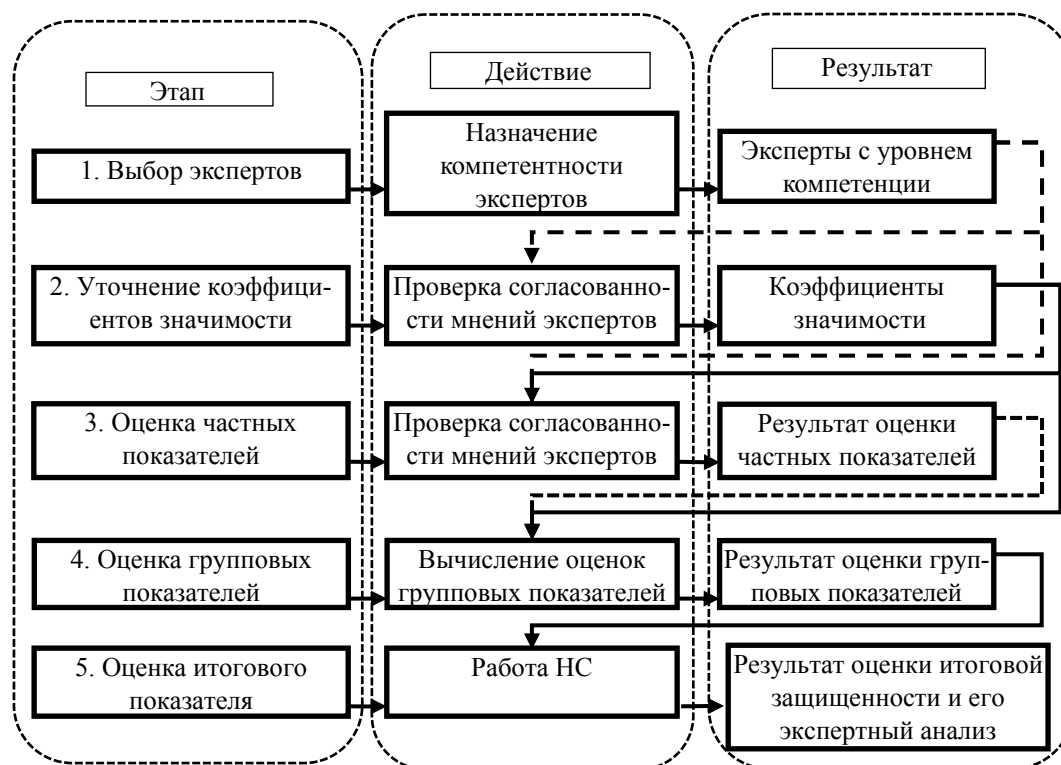 Этап
Действие
Результат
1. Выбор экспертов
Назначение
компетентности
экспертов
Эксперты с уровнем
компетенции
2. Уточнение коэффици-
ентов значимости
Проверка согласованно-
сти мнений экспертов
Коэффициенты
значимости
3. Оценка частных
показателей
Проверка согласованно-
сти мнений экспертов
Результат оценки
частных показателей
4. Оценка групповых
показателей
Вычисление оценок
групповых показателей
Результат оценки груп-
повых показателей
5. Оценка итогового
показателя
Работа НС
Результат оценки итоговой
защищенности и его
экспертный анализ